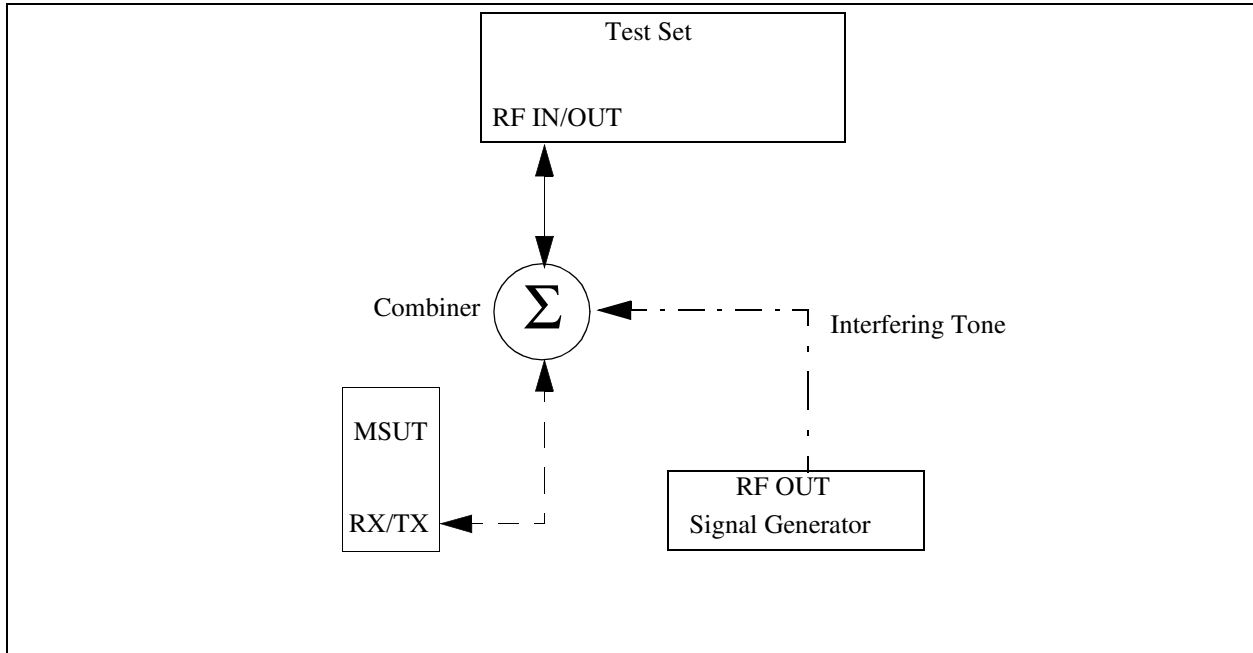 Test Set
RF IN/OUT
Combiner
Σ
Interfering Tone
MSUT
RX/TX
RF OUT
Signal Generator